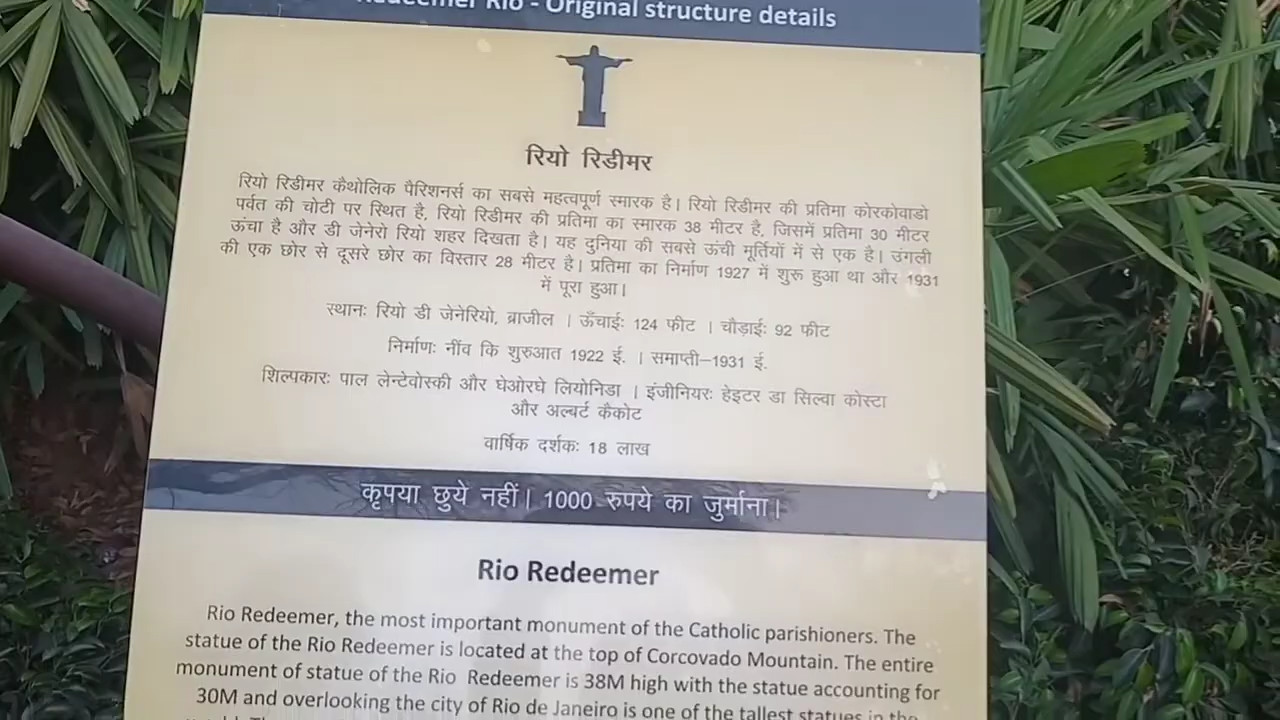 Redeemer Rio - Original structure details
रियो रिडीमर
रियो रिडीमर कैथोलिक पैरिशनर्स का सबसे महत्वपूर्ण स्मारक है। रियो रिडीमर की प्रतिमा कोरकोवाडो
पर्वत की चोटी पर स्थित है, रियो रिडीमर की प्रतिमा का स्मारक 38 मीटर है, जिसमें प्रतिमा 30 मीटर
ऊंचा है और डी जेनेरो रियो शहर दिखता है। यह दुनिया की सबसे ऊंची मूर्तियों में से एक है। उंगली
की एक छोर से दूसरे छोर का विस्तार 28 मीटर है। प्रतिमा का निर्माण 1927 में शुरू हुआ था और 1931
में पूरा हुआ।
स्थानः रियो डी जेनेरियो, ब्राजील । ऊँचाईः 124 फीट । चौड़ाईः 92 फीट
निर्माणः नींव कि शुरुआत 1922 ई. । समाप्ती–1931 ई.
शिल्पकारः पाल लेन्टेवोस्की और घेओरघे लियोनिडा । इंजीनियरः हेइटर डा सिल्वा कोस्टा
और अल्बर्ट कैकोट
वार्षिक दर्शकः 18 लाख
कृपया छुये नहीं। 1000 रुपये का जुर्माना।
Rio Redeemer
Rio Redeemer, the most important monument of the Catholic parishioners. The
statue of the Rio Redeemer is located at the top of Corcovado Mountain. The entire
monument of statue of the Rio Redeemer is 38M high with the statue accounting for
30M and overlooking the city of Rio de Janeiro is one of the tallest statues in the